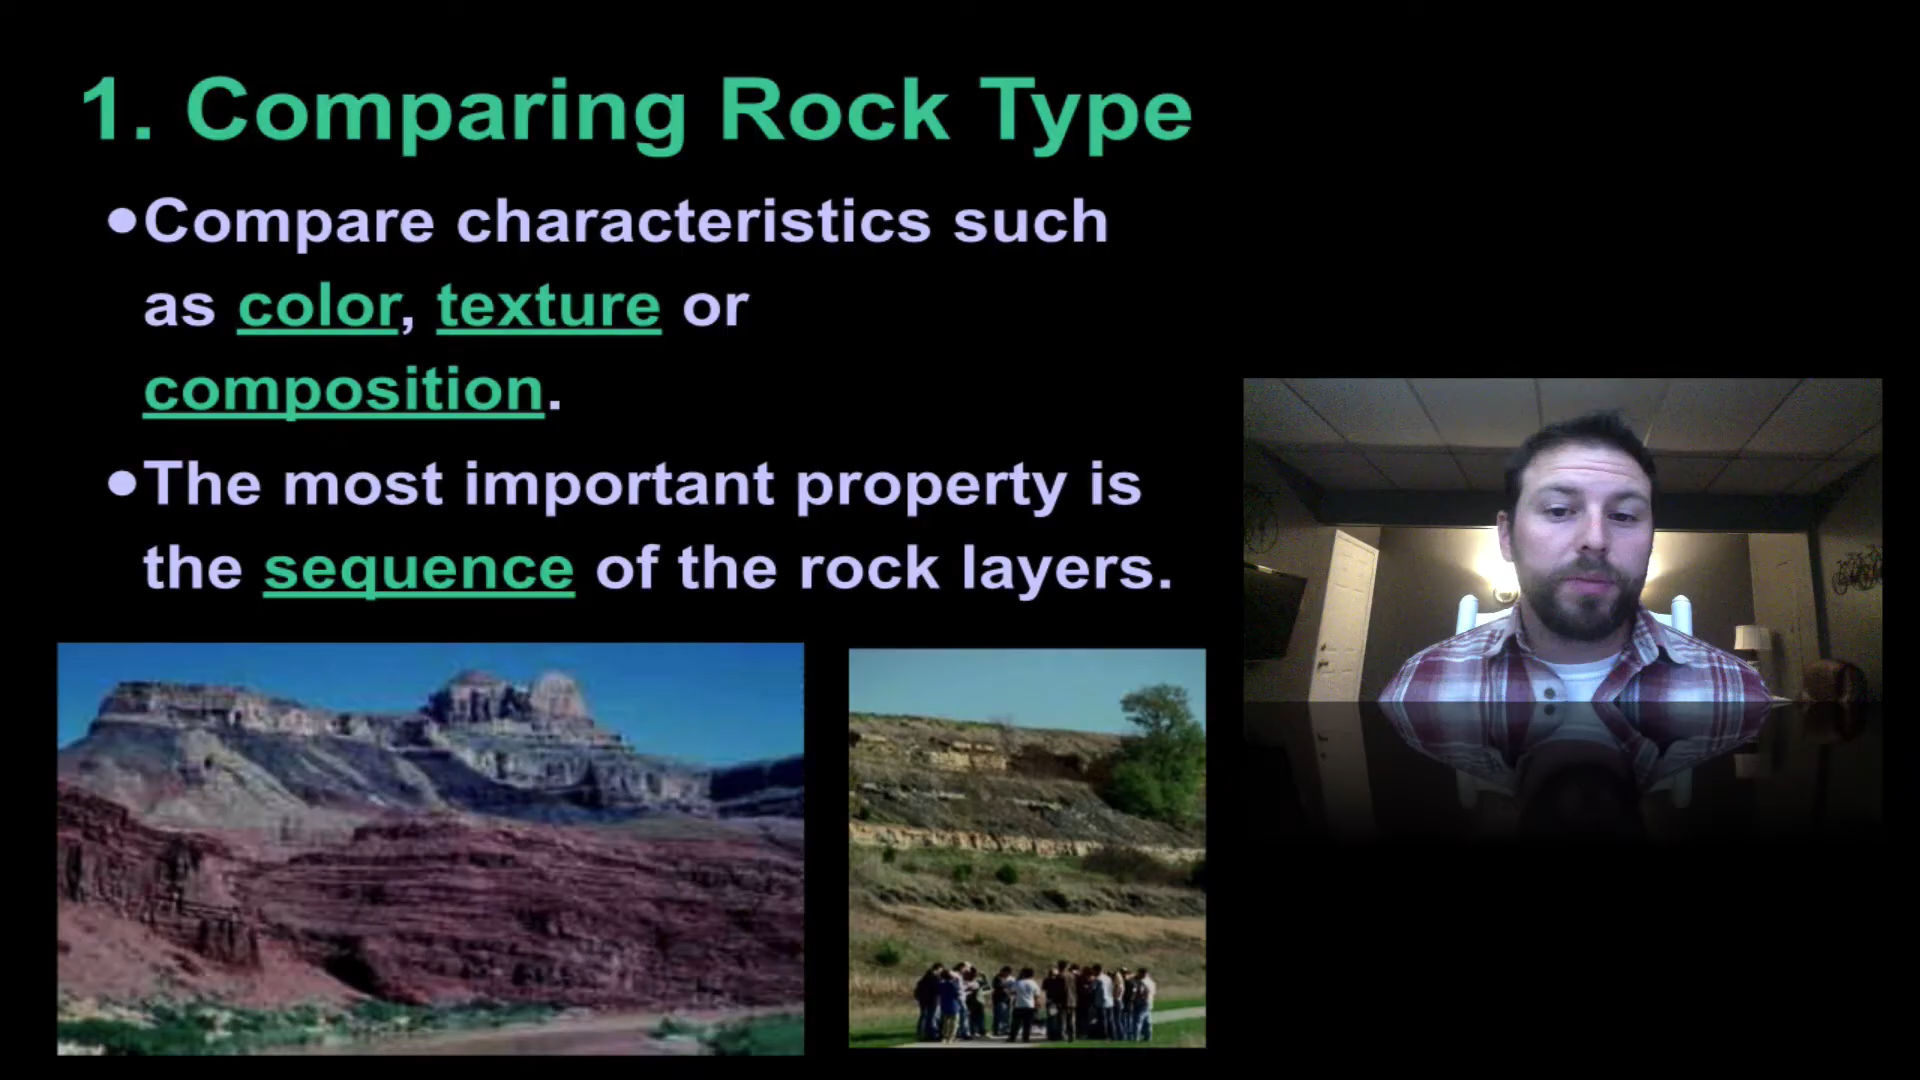 1. Comparing Rock Type
•Compare characteristics such
as color, texture or
composition.
•The most important property is
the sequence of the rock layers.